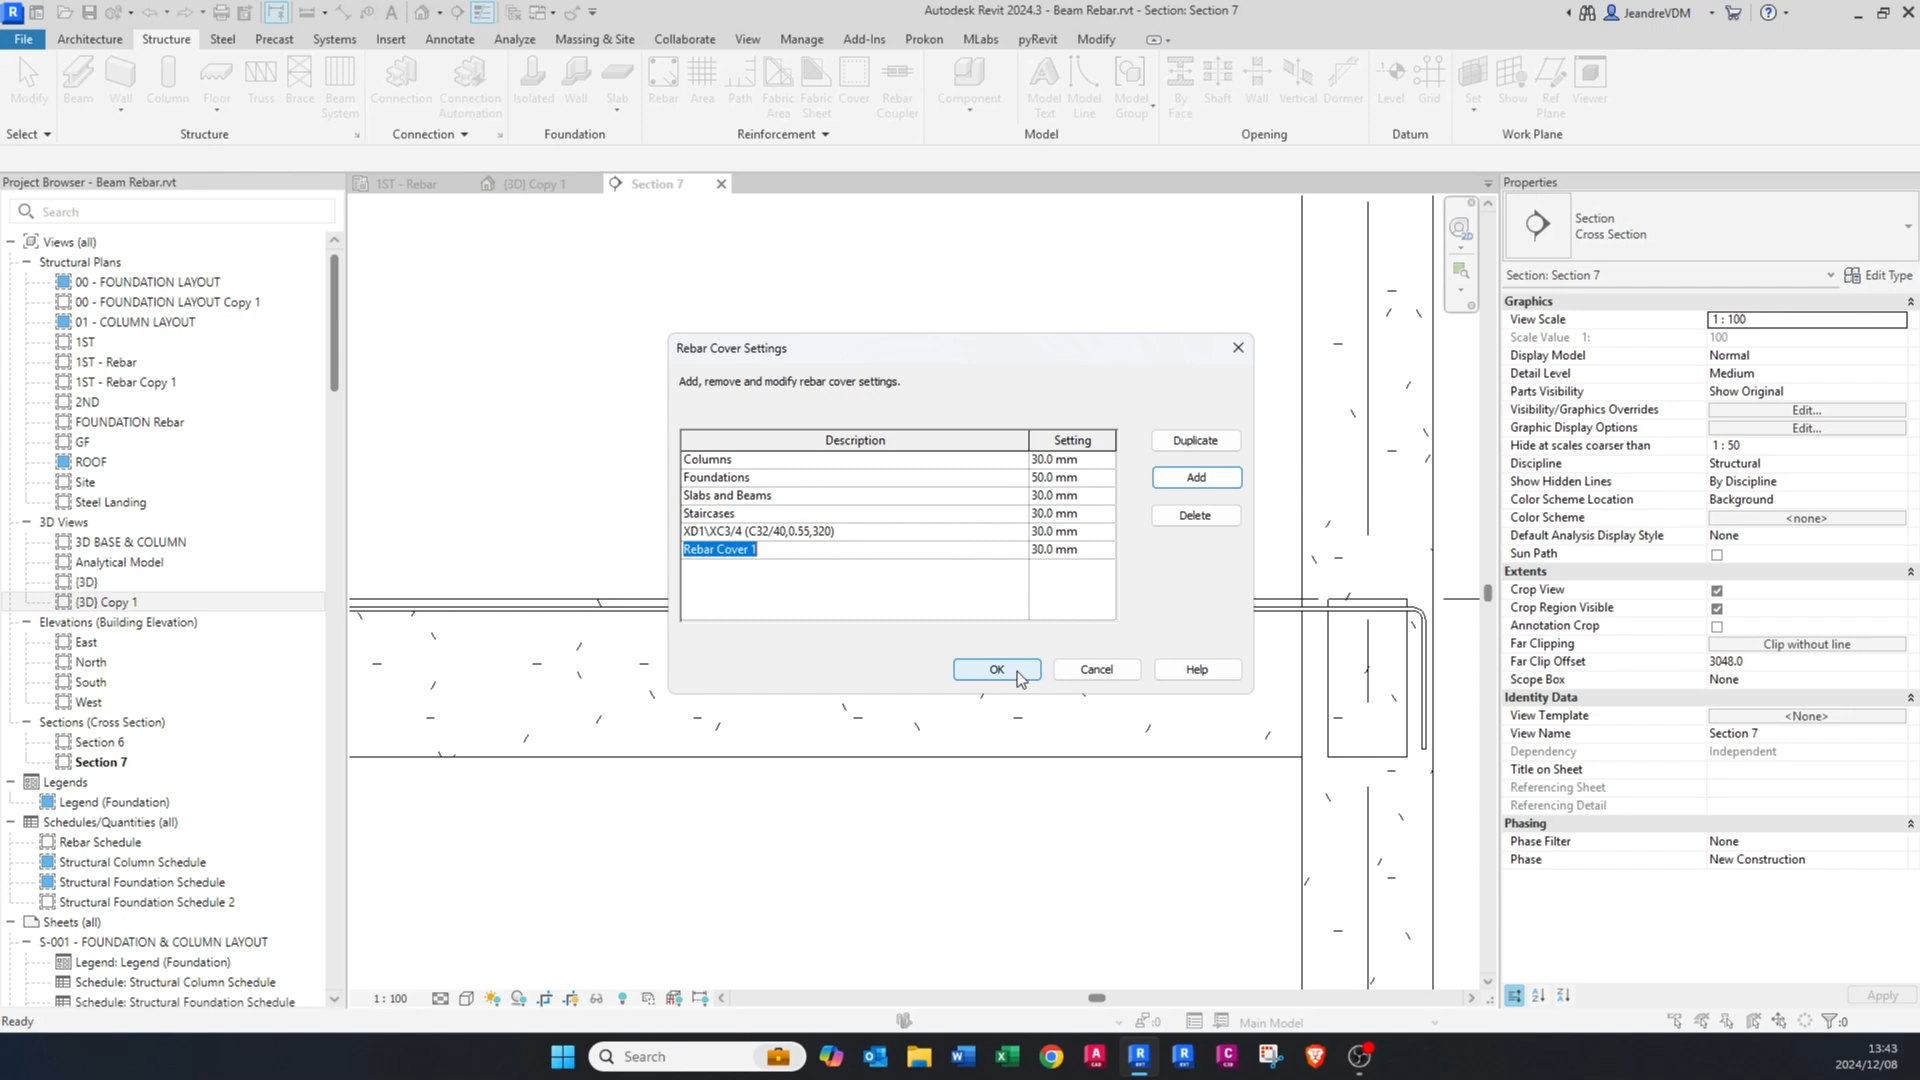 Autodesk Revit 2024.3 - Beam Rebar.rvt - Section: Section 7
JeandreVDM
File
Architecture
Structure
Steel
Precast
Systems
Insert
Annotate
Analyze
Massing & Site
Collaborate
View
Manage
Add-Ins
Prokon
MLabs
pyRevit
Modify
Modify
Beam
Wall
Column
Floor
Truss
Brace
Beam
System
Connection
Connection
Automation
Isolated
Wall
Slab
Rebar
Area
Path
Fabric
Area
Fabric
Sheet
Cover
Rebar
Coupler
Component
Model
Text
Model
Line
Model
Group
By
Face
Shaft
Wall
Vertical
Dormer
Level
Grid
Set
Show
Ref
Plane
Viewer
Select
Structure
Connection
Foundation
Reinforcement
Model
Opening
Datum
Work Plane
Project Browser - Beam Rebar.rvt
Search
Views (all)
Structural Plans
00 - FOUNDATION LAYOUT
00 - FOUNDATION LAYOUT Copy 1
01 - COLUMN LAYOUT
1ST
1ST - Rebar
1ST - Rebar Copy 1
2ND
FOUNDATION Rebar
GF
ROOF
Site
Steel Landing
3D Views
3D BASE & COLUMN
Analytical Model
{3D}
{3D} Copy 1
Elevations (Building Elevation)
East
North
South
West
Sections (Cross Section)
Section 6
Section 7
Legends
Legend (Foundation)
Schedules/Quantities (all)
Rebar Schedule
Structural Column Schedule
Structural Foundation Schedule
Structural Foundation Schedule 2
Sheets (all)
S-001 - FOUNDATION & COLUMN LAYOUT
Legend: Legend (Foundation)
Schedule: Structural Column Schedule
Schedule: Structural Foundation Schedule
1ST - Rebar
{3D} Copy 1
Section 7
2D
Rebar Cover Settings
Add, remove and modify rebar cover settings.
Description Setting
Columns 30.0 mm
Foundations 50.0 mm
Slabs and Beams 30.0 mm
Staircases 30.0 mm
XD1\XC3/4 (C32/40,0.55,320) 30.0 mm
Rebar Cover 1 30.0 mm
Duplicate
Add
Delete
OK
Cancel
Help
Properties
Section
Cross Section
Section: Section 7
Edit Type
Graphics
View Scale 1 : 100
Scale Value 1: 100
Display Model Normal
Detail Level Medium
Parts Visibility Show Original
Visibility/Graphics Overrides Edit...
Graphic Display Options Edit...
Hide at scales coarser than 1 : 50
Discipline Structural
Show Hidden Lines By Discipline
Color Scheme Location Background
Color Scheme <none>
Default Analysis Display Style None
Sun Path
Extents
Crop View
Crop Region Visible
Annotation Crop
Far Clipping Clip without line
Far Clip Offset 3048.0
Scope Box None
Identity Data
View Template <None>
View Name Section 7
Dependency Independent
Title on Sheet
Referencing Sheet
Referencing Detail
Phasing
Phase Filter None
Phase New Construction
Apply
1 : 100
Ready
:0
Main Model
:0
Search
13:43
2024/12/08